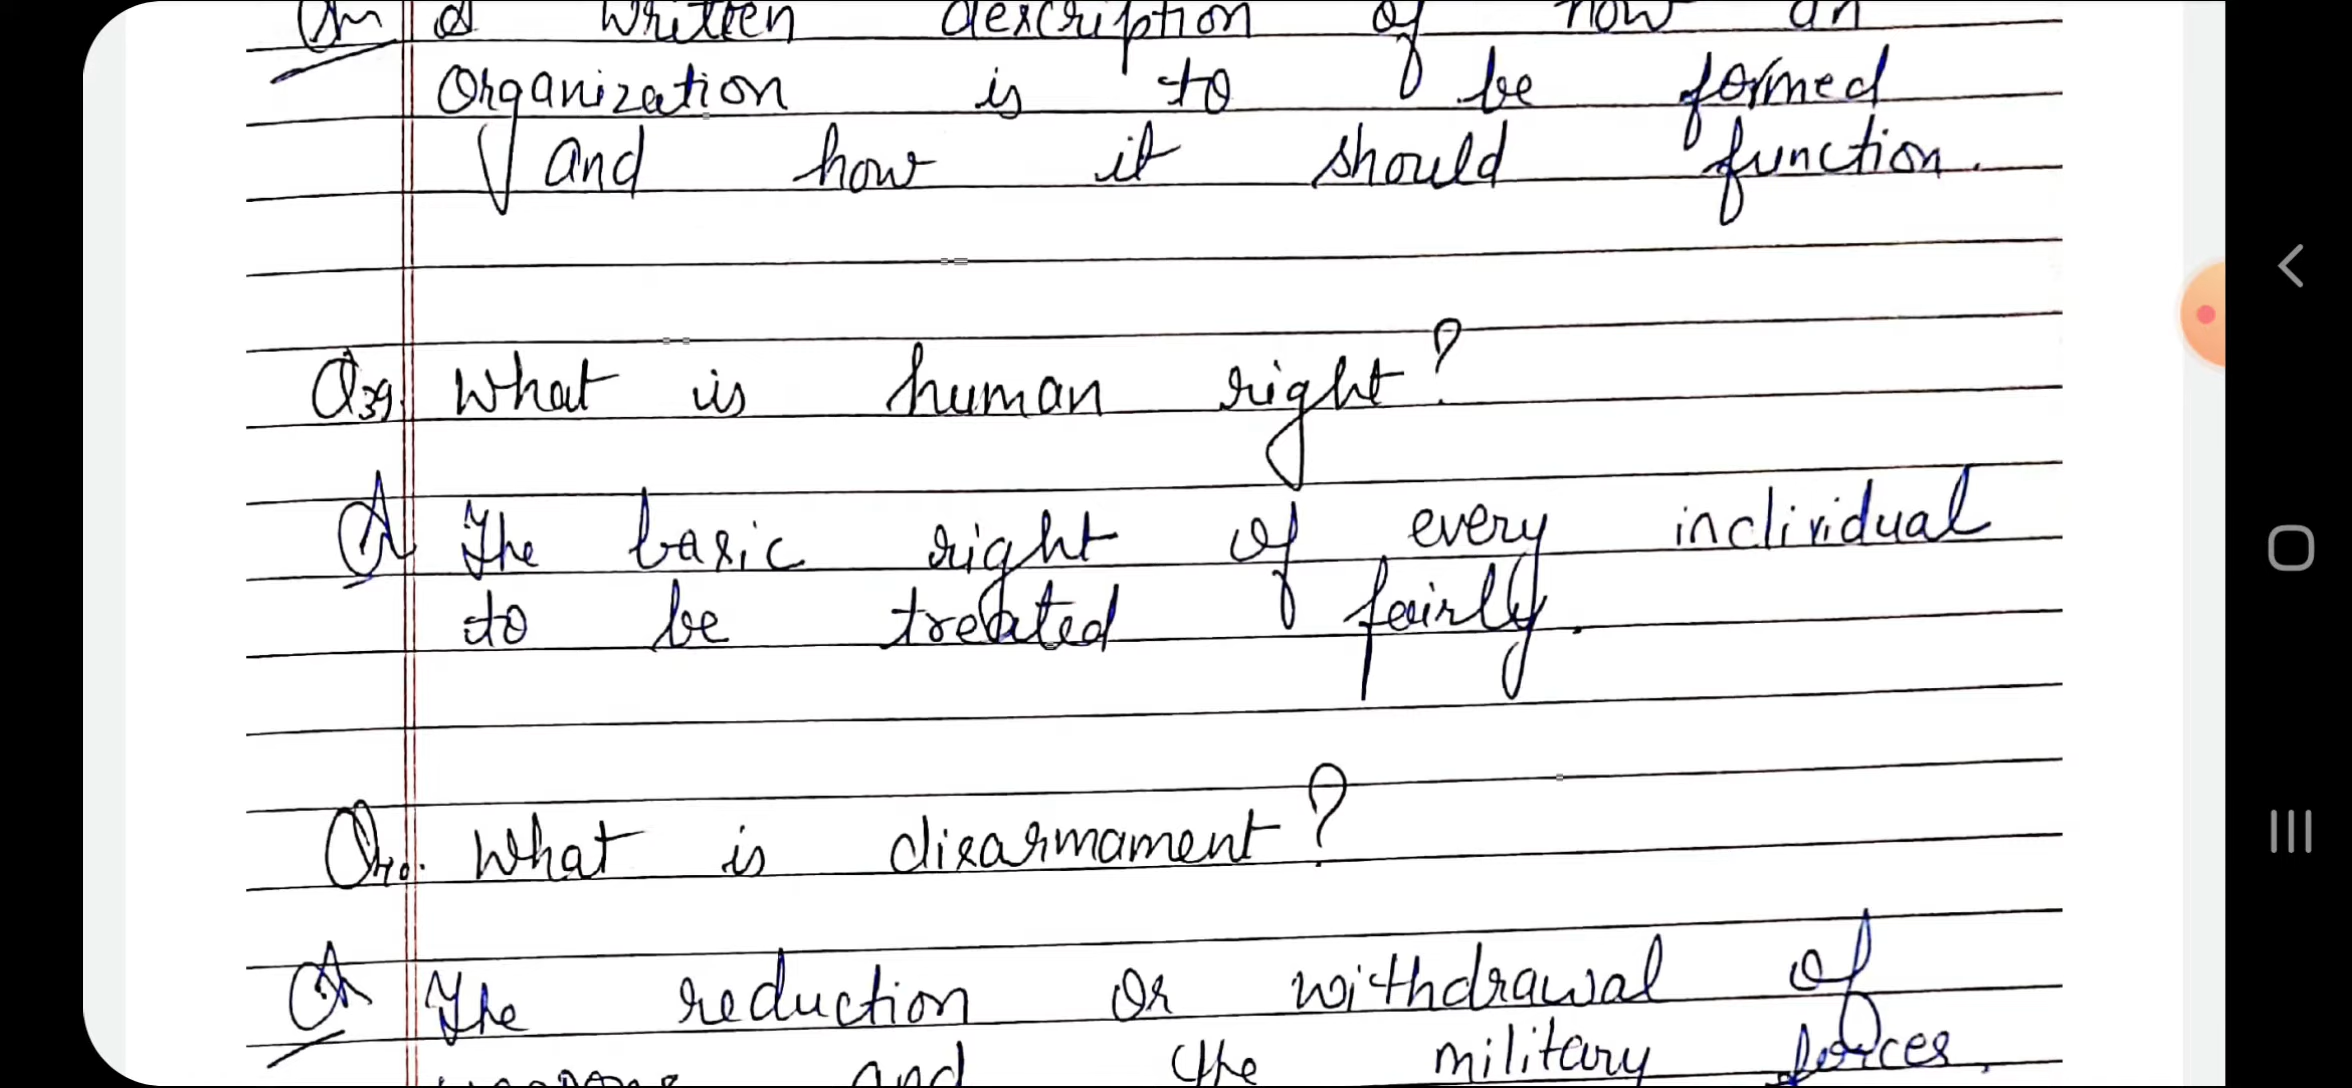 A written description of how an
organization is to be formed
and how it should function.
Q39. What is human right?
A The basic right of every individual
to be treated fairly.
Q40. What is disarmament?
A The reduction or withdrawal of
weapons and the military forces.